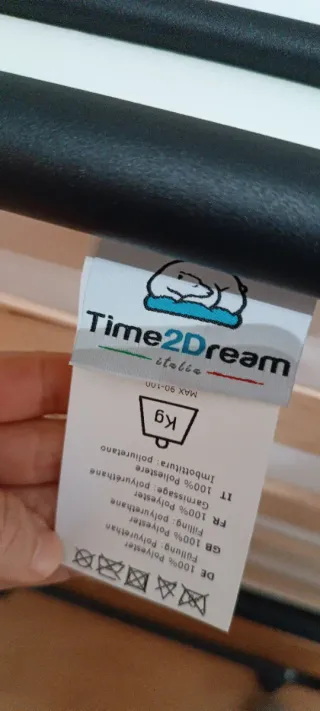 Time2Dream
italia
DE 100% Polyester
Füllung: Polyurethan
GB 100% Polyester
Filling: Polyurethane
FR 100% Polyester
Garnissage: polyuréthane
IT 100% Poliestere
Imbottitura: poliuretano
Kg
MAX 90-100